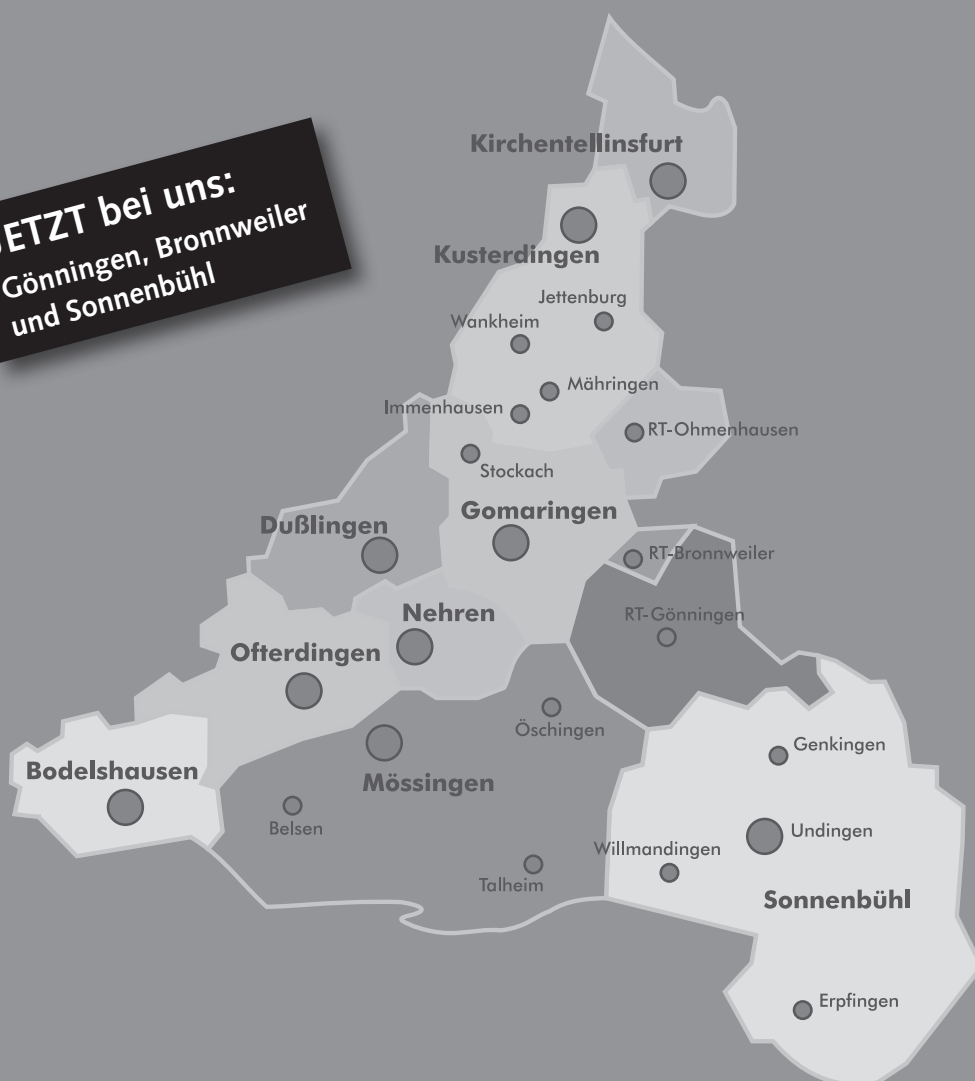 JETZT bei uns:
Gönningen, Bronnweiler
und Sonnenbühl
Kirchentellinsfurt
Kusterdingen
Jettenburg
Wankheim
Mähringen
Immenhausen
RT-Ohmenhausen
Stockach
Gomaringen
Dußlingen
RT-Bronnweiler
Nehren
RT-Gönningen
Ofterdingen
Öschingen
Genkingen
Bodelshausen
Mössingen
Belsen
Undingen
Willmandingen
Talheim
Sonnenbühl
Erpfingen